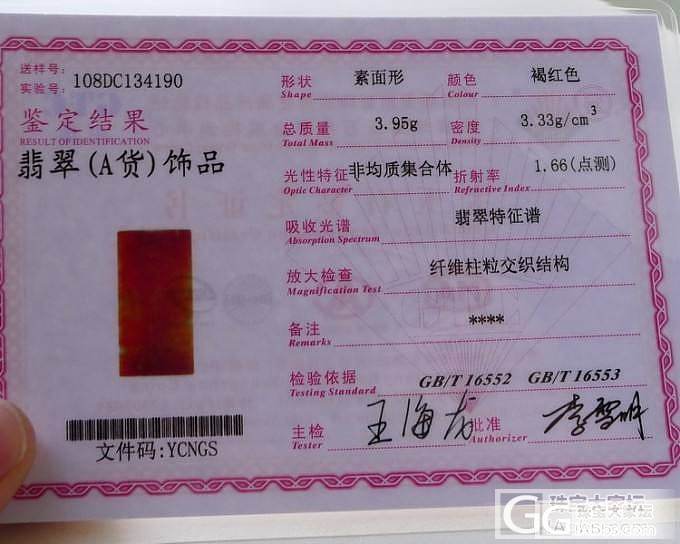 送样号:
实验号: 108DC134190
鉴定结果
RESULT OF IDENTIFICATION
翡翠(A货)饰品
文件码:YCNGS
形状 素面形 颜色 褐红色
Shape Colour
总质量 3.95g 密度 3.33g/cm³
Total Mass Density
光性特征 非均质集合体 折射率 1.66(点测)
Optic Character Refractive Index
吸收光谱 翡翠特征谱
Absorption Spectrum
放大检查 纤维柱粒交织结构
Magnification Test
备注 ****
Remarks
检验依据 GB/T 16552 GB/T 16553
Testing Standard
主检 王海龙 批准 李雪明
Tester Authorizer